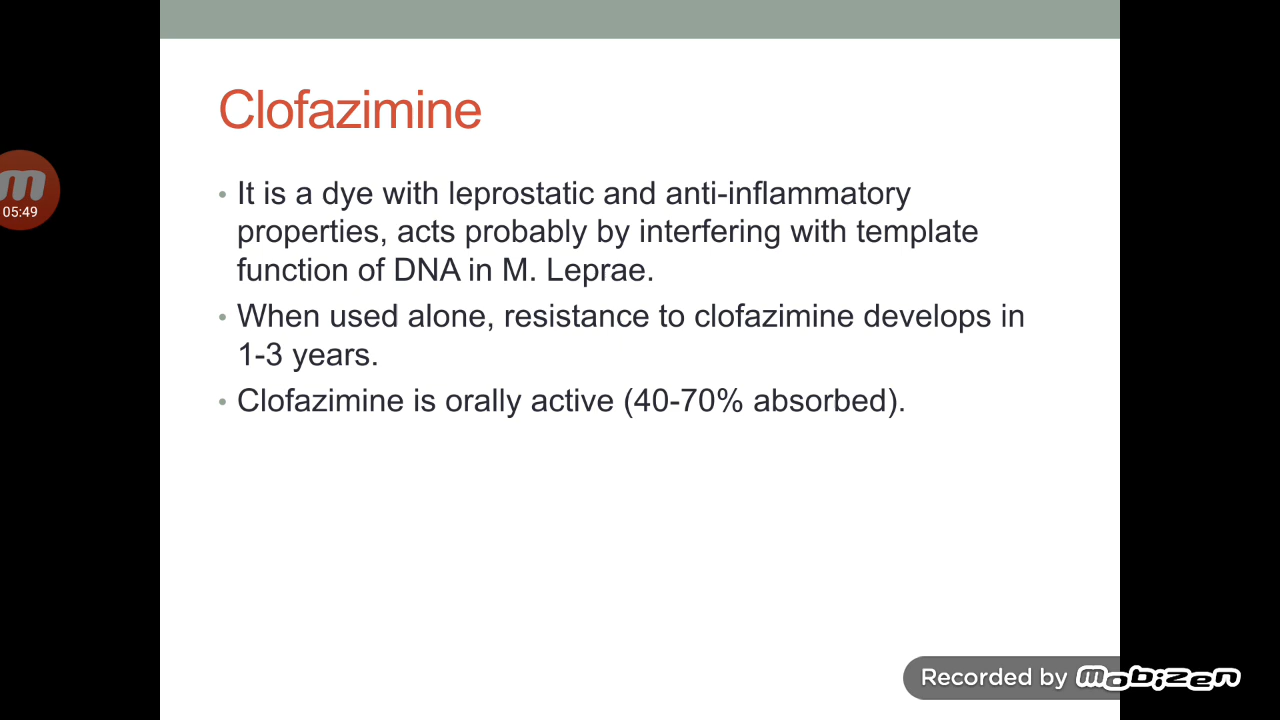 Clofazimine
• It is a dye with leprostatic and anti-inflammatory
properties, acts probably by interfering with template
function of DNA in M. Leprae.
• When used alone, resistance to clofazimine develops in
1-3 years.
• Clofazimine is orally active (40-70% absorbed).
m
05:49
Recorded by mobizen